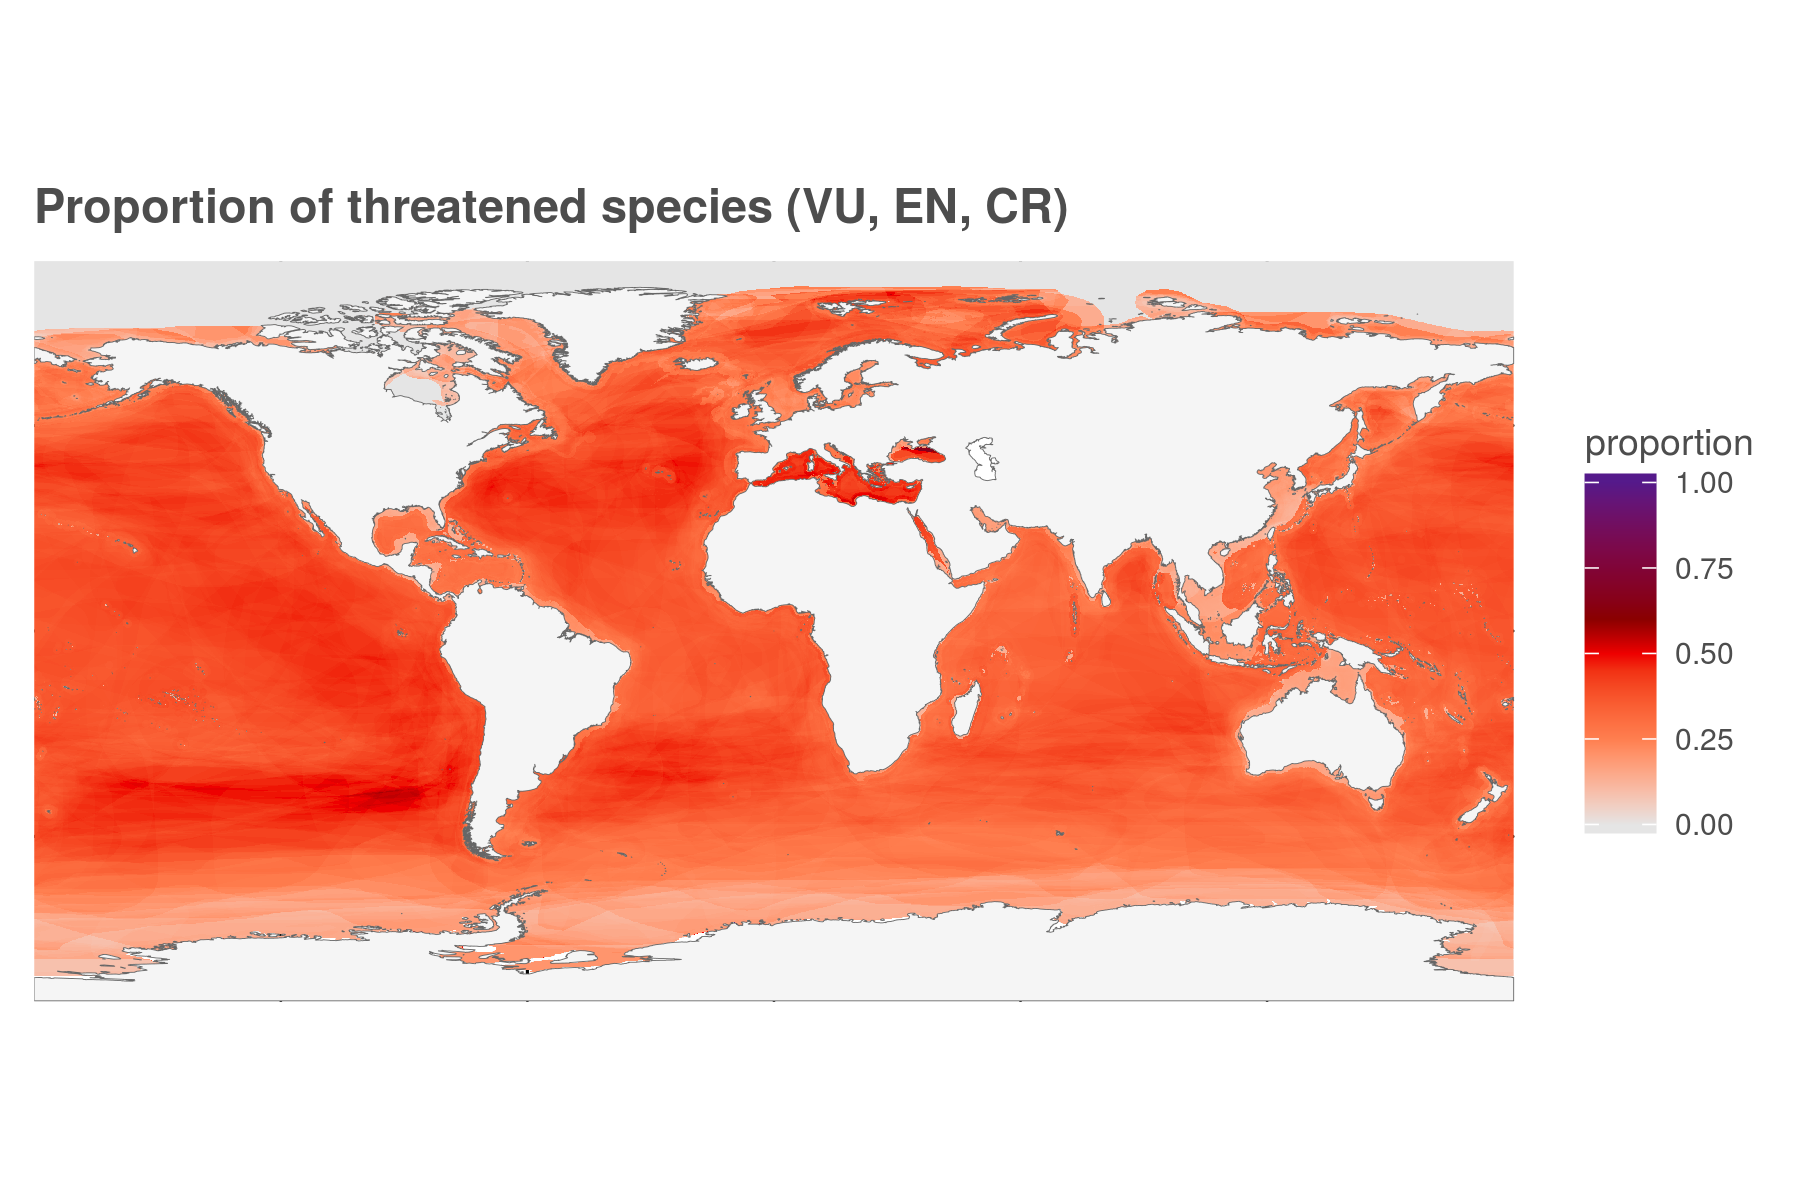 Proportion of threatened species (VU, EN, CR)
proportion
1.00
0.75
0.50
0.25
0.00